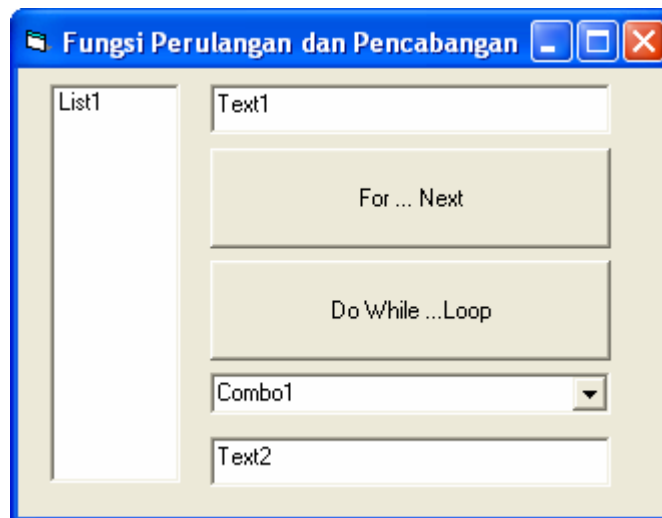 Fungsi Perulangan dan Pencabangan
List1
Text1
For ... Next
Do While ...Loop
Combo1
Text2